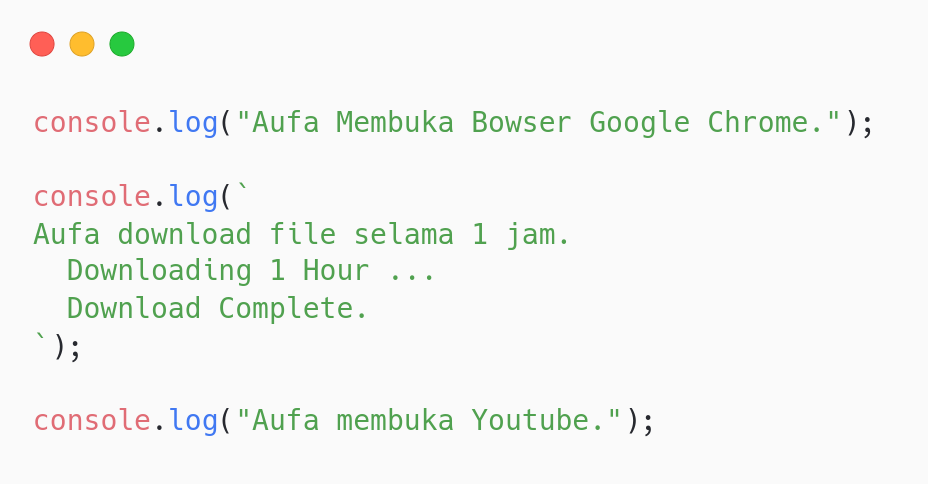 console.log("Aufa Membuka Bowser Google Chrome.");
console.log(`
Aufa download file selama 1 jam.
  Downloading 1 Hour ...
  Download Complete.
`);
console.log("Aufa membuka Youtube.");